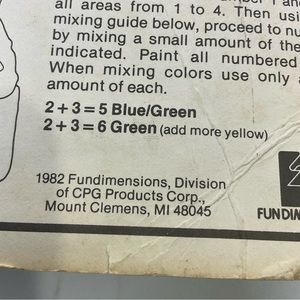 all areas from 1 to 4. Then usi
mixing guide below, proceed to nu
by mixing a small amount of the
indicated. Paint all numbered
When mixing colors use only a
amount of each.
2 + 3 = 5 Blue/Green
2 + 3 = 6 Green (add more yellow)
1982 Fundimensions, Division
of CPG Products Corp.,
Mount Clemens, MI 48045
FUNDIM